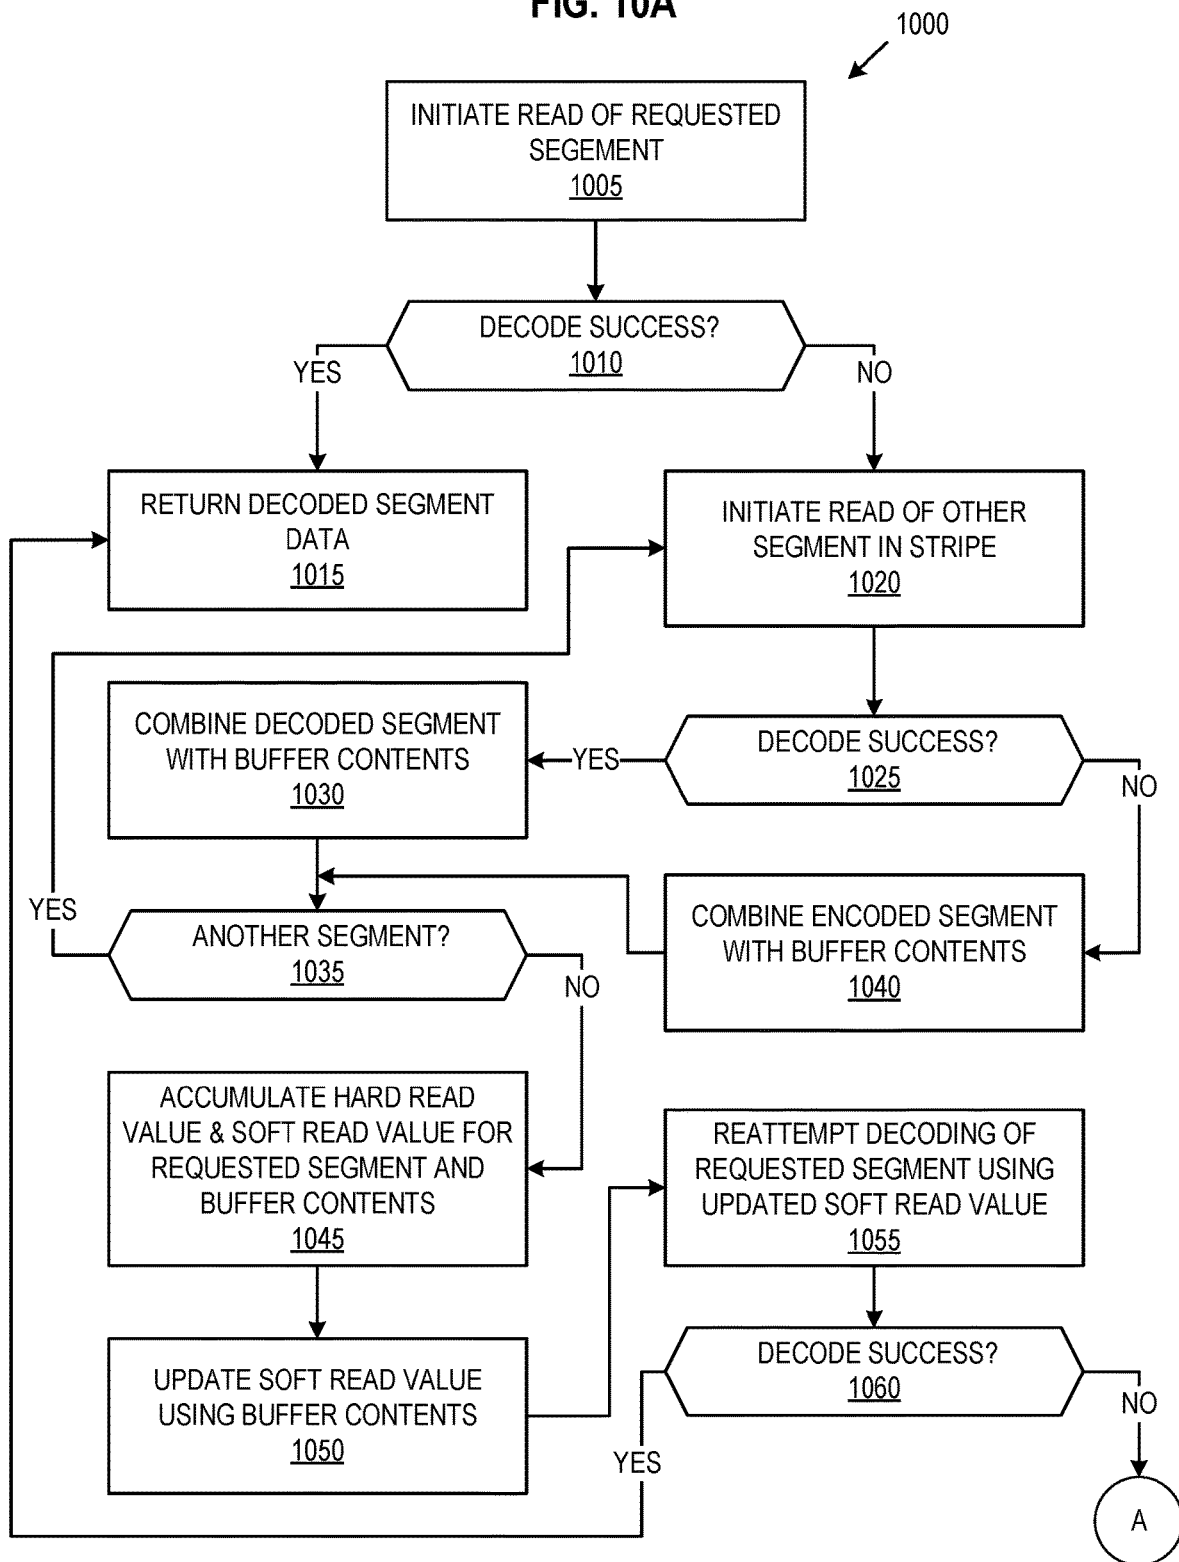 FIG. 10A
1000
INITIATE READ OF REQUESTED
SEGEMENT
1005
DECODE SUCCESS?
1010
YES
NO
RETURN DECODED SEGMENT
DATA
1015
INITIATE READ OF OTHER
SEGMENT IN STRIPE
1020
COMBINE DECODED SEGMENT
WITH BUFFER CONTENTS
1030
YES
DECODE SUCCESS?
1025
NO
YES
ANOTHER SEGMENT?
1035
NO
COMBINE ENCODED SEGMENT
WITH BUFFER CONTENTS
1040
ACCUMULATE HARD READ
VALUE & SOFT READ VALUE FOR
REQUESTED SEGMENT AND
BUFFER CONTENTS
1045
REATTEMPT DECODING OF
REQUESTED SEGMENT USING
UPDATED SOFT READ VALUE
1055
UPDATE SOFT READ VALUE
USING BUFFER CONTENTS
1050
DECODE SUCCESS?
1060
YES
NO
A